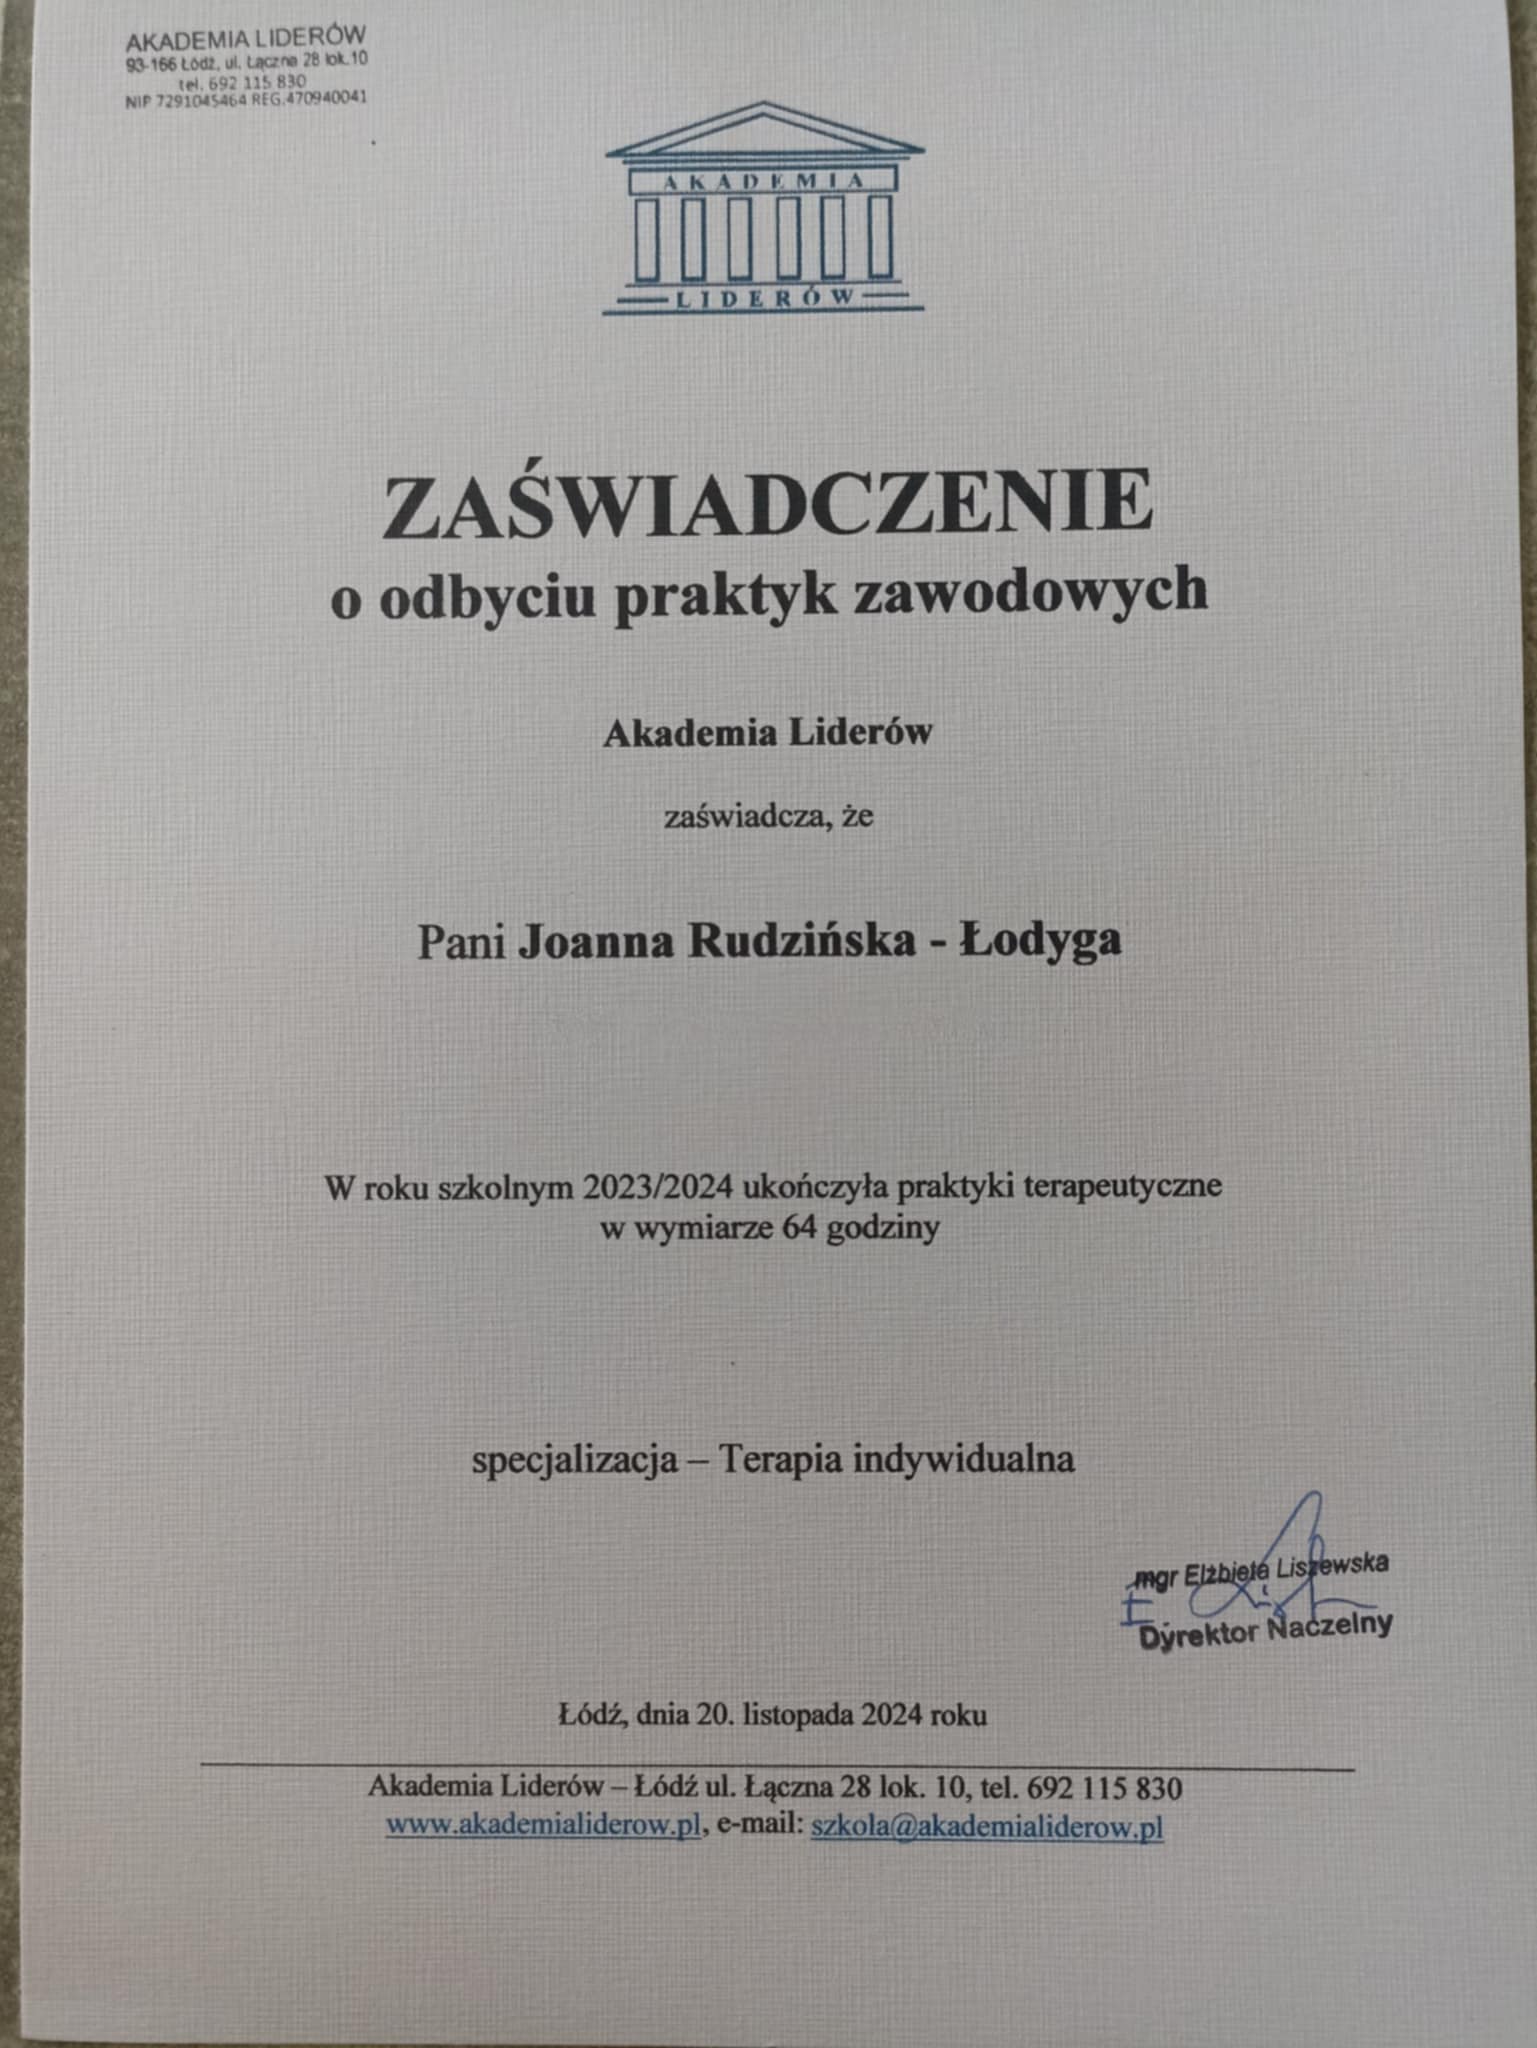 AKADEMIA LIDERÓW
93-166 Łódź, ul. Łączna 28 lok.10
tel. 692 115 830
NIP 7291045464 REG.470940041
AKADEMIA
LIDERÓW
ZAŚWIADCZENIE
o odbyciu praktyk zawodowych
Akademia Liderów
zaświadcza, że
Pani Joanna Rudzińska - Łodyga
W roku szkolnym 2023/2024 ukończyła praktyki terapeutyczne
w wymiarze 64 godziny
specjalizacja – Terapia indywidualna
mgr Elżbieta Liszewska
Dyrektor Naczelny
Łódź, dnia 20. listopada 2024 roku
Akademia Liderów – Łódź ul. Łączna 28 lok. 10, tel. 692 115 830
www.akademialiderow.pl, e-mail: szkola@akademialiderow.pl